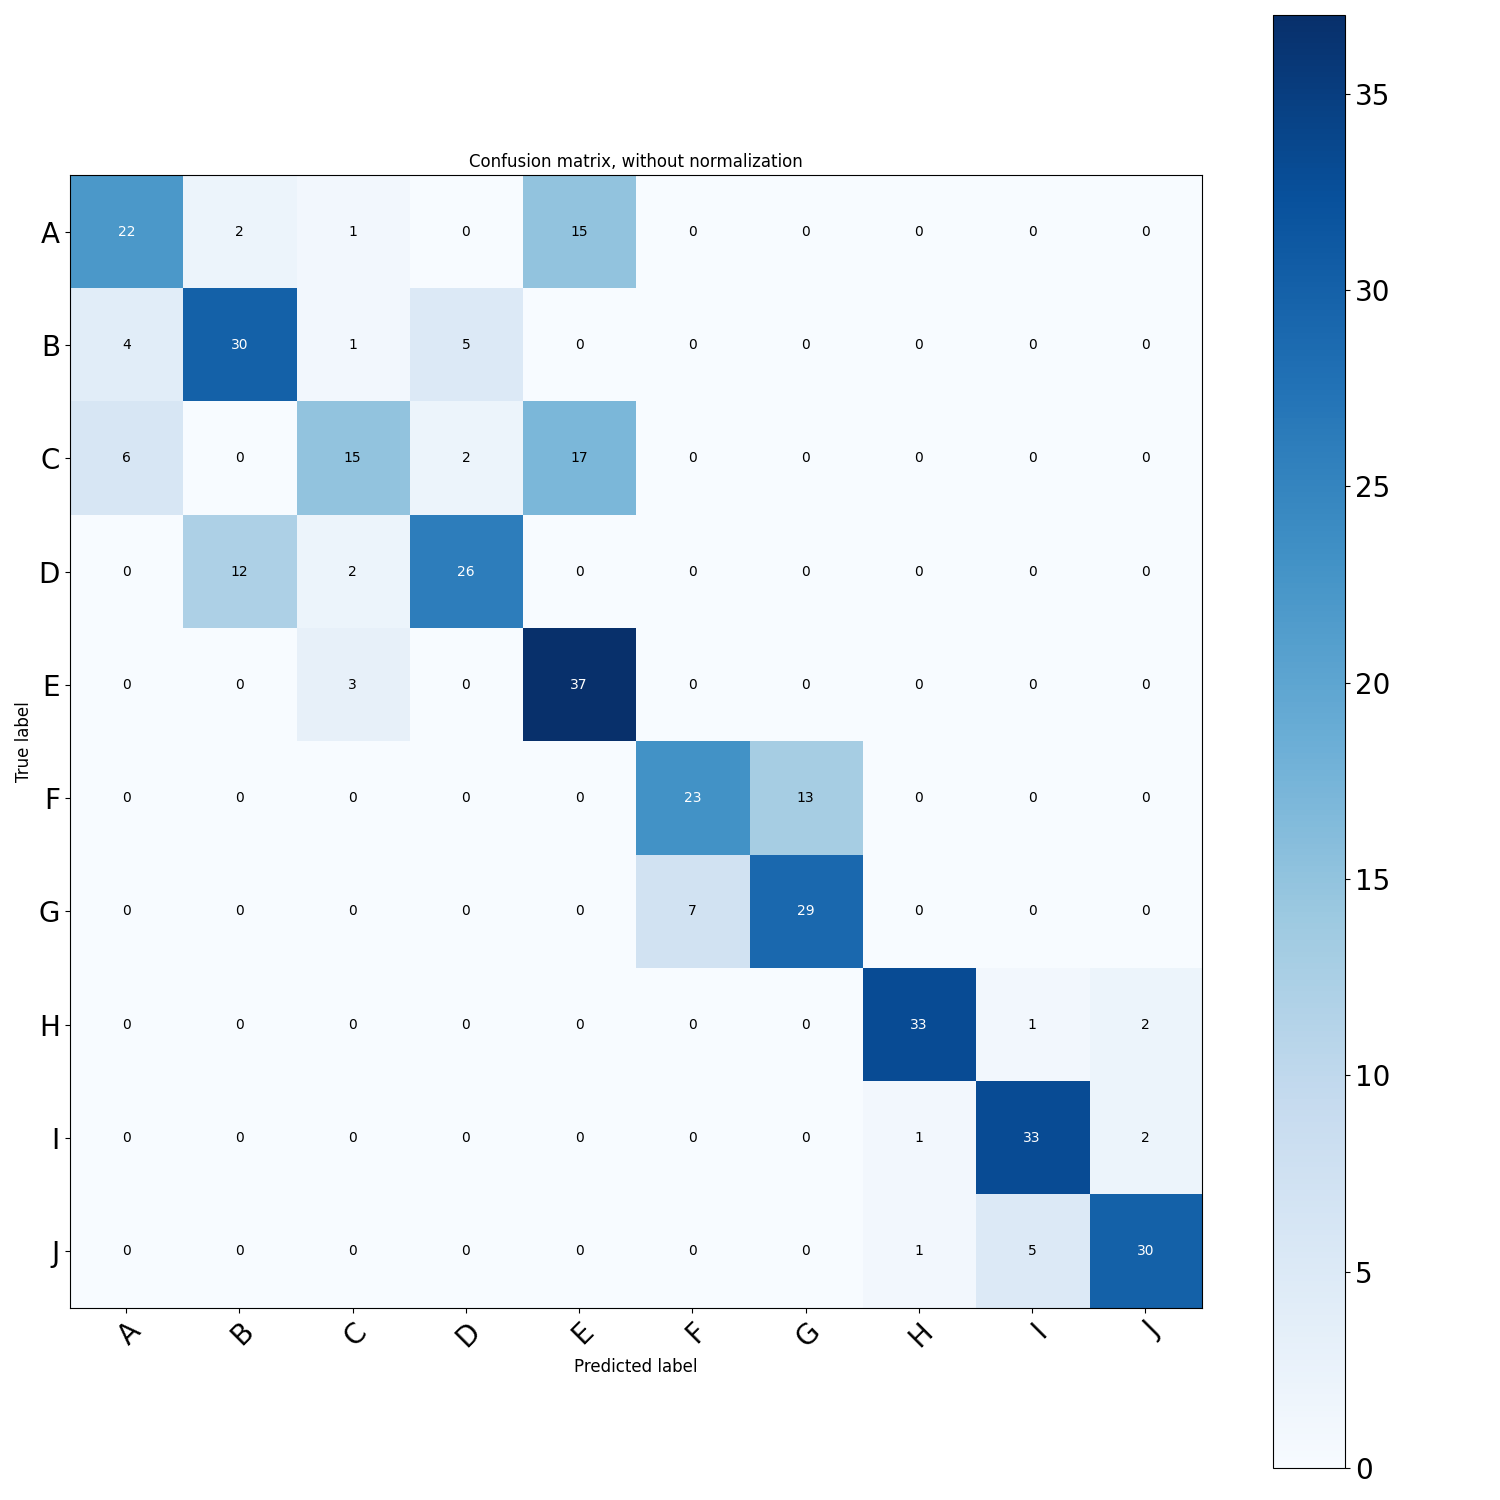 Confusion matrix, without normalization
A 22 2 1 0 15 0 0 0 0 0
B 4 30 1 5 0 0 0 0 0 0
C 6 0 15 2 17 0 0 0 0 0
D 0 12 2 26 0 0 0 0 0 0
E 0 0 3 0 37 0 0 0 0 0
F 0 0 0 0 0 23 13 0 0 0
G 0 0 0 0 0 7 29 0 0 0
H 0 0 0 0 0 0 0 33 1 2
I 0 0 0 0 0 0 0 1 33 2
J 0 0 0 0 0 0 0 1 5 30
A B C D E F G H I J
True label
Predicted label
35
30
25
20
15
10
5
0